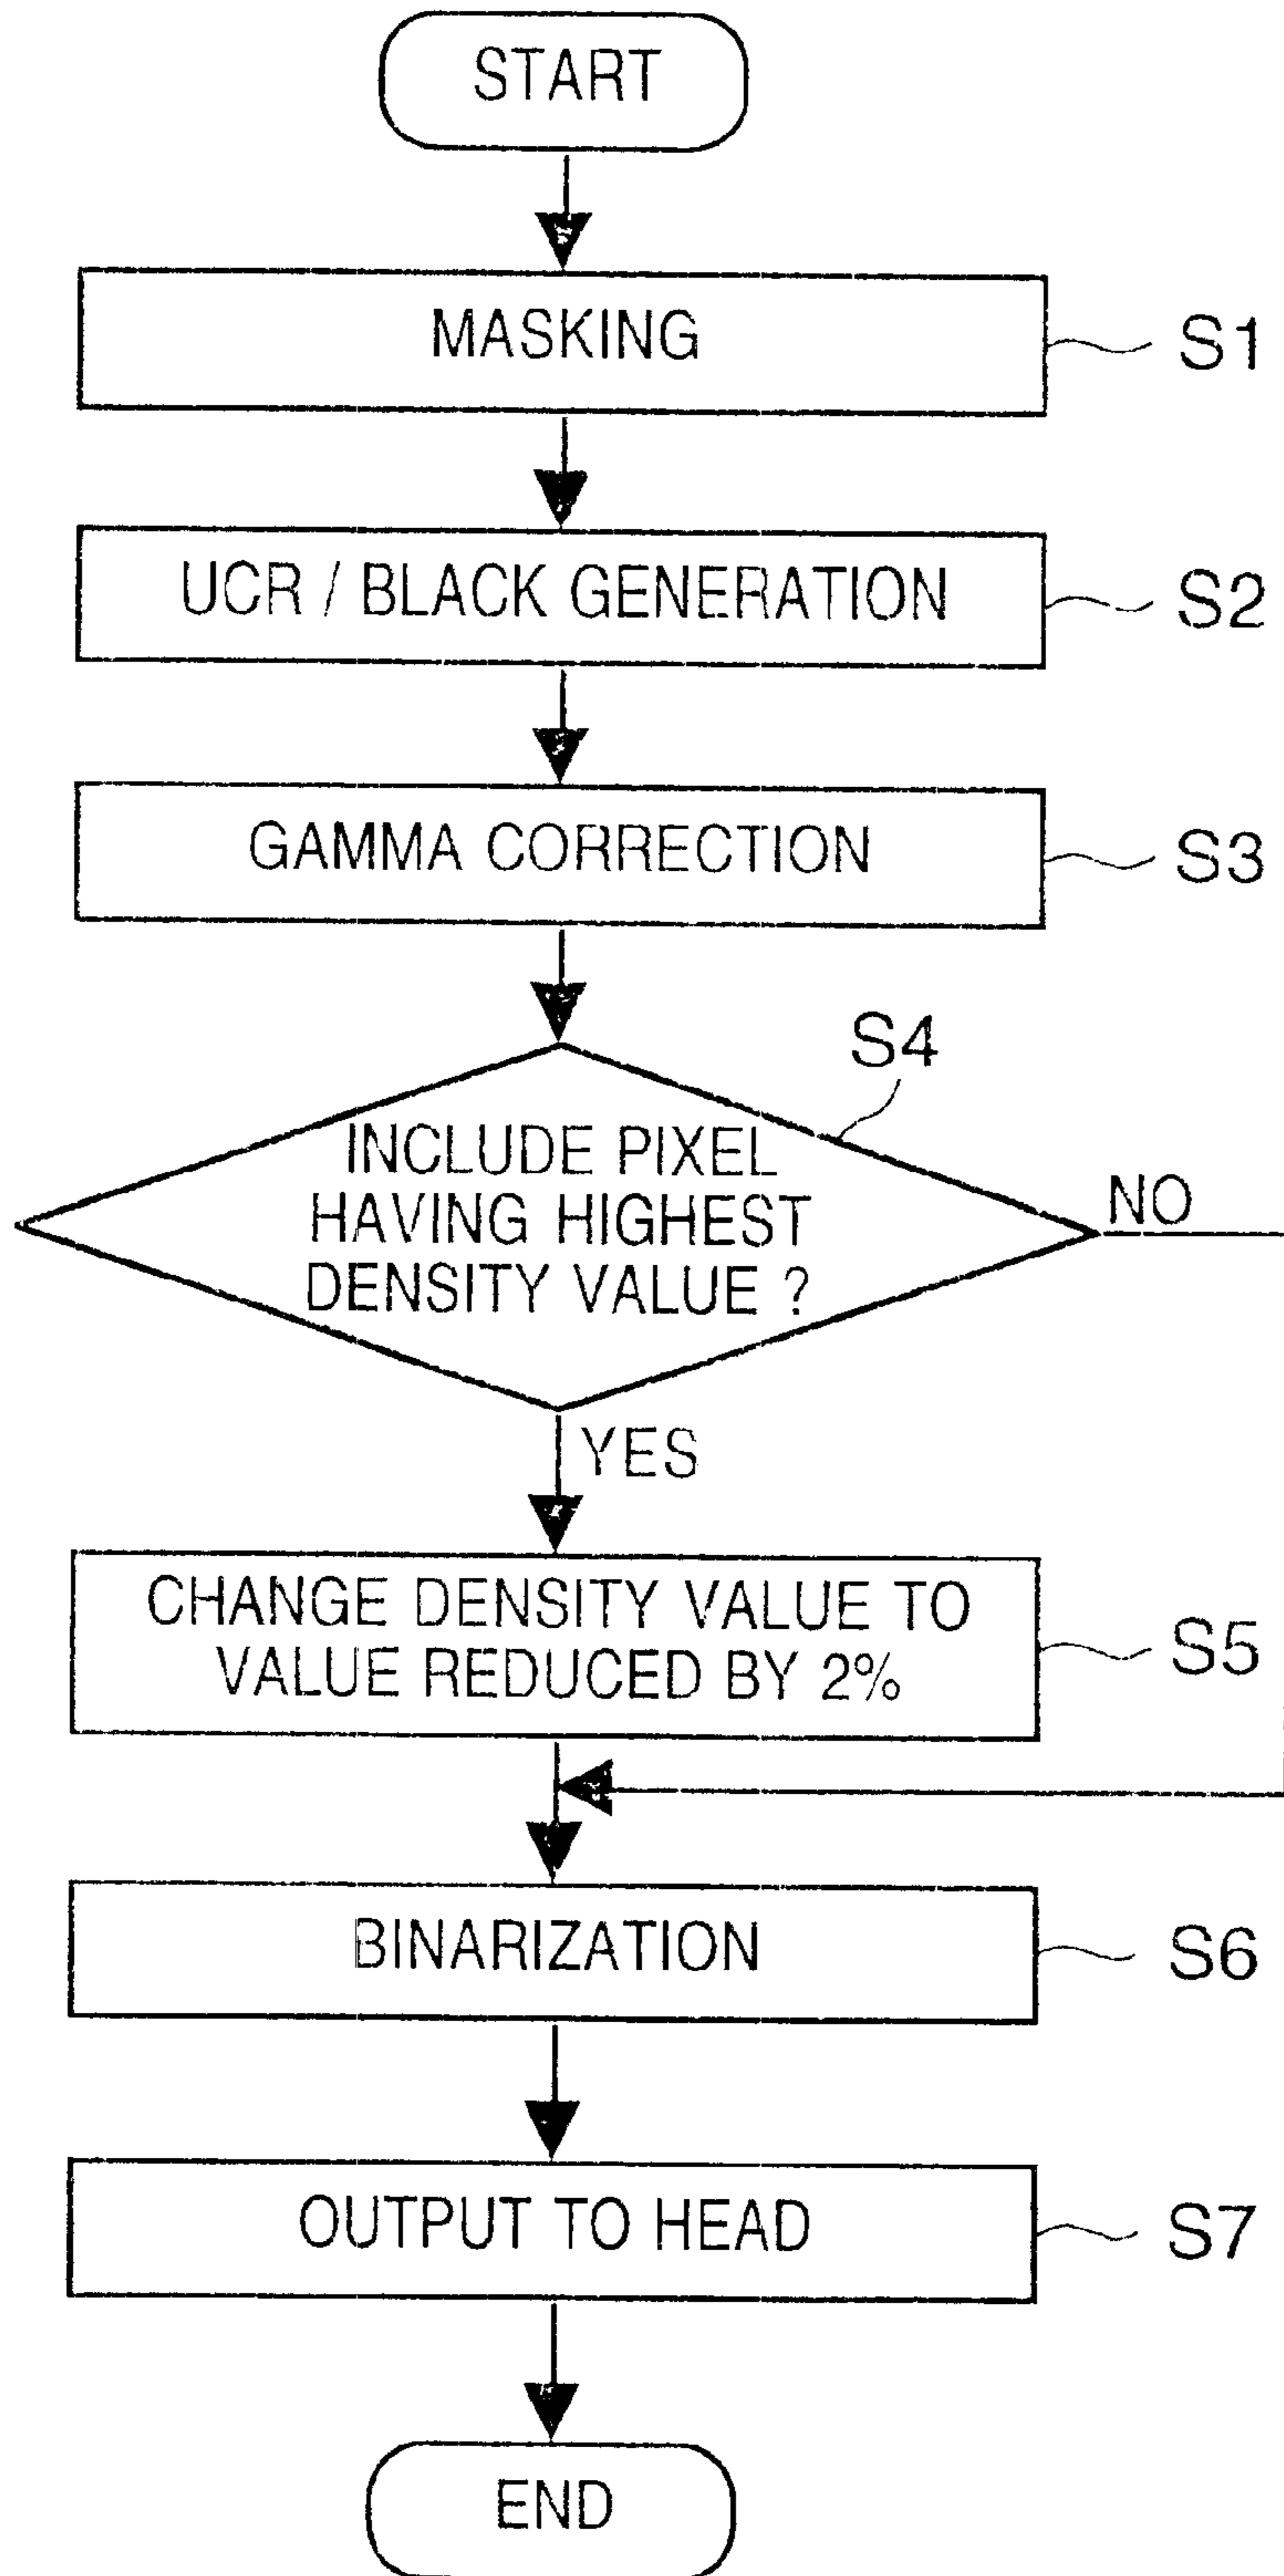 START
MASKING
S1
UCR / BLACK GENERATION
S2
GAMMA CORRECTION
S3
S4
INCLUDE PIXEL
HAVING HIGHEST
DENSITY VALUE ?
NO
YES
CHANGE DENSITY VALUE TO
VALUE REDUCED BY 2%
S5
BINARIZATION
S6
OUTPUT TO HEAD
S7
END